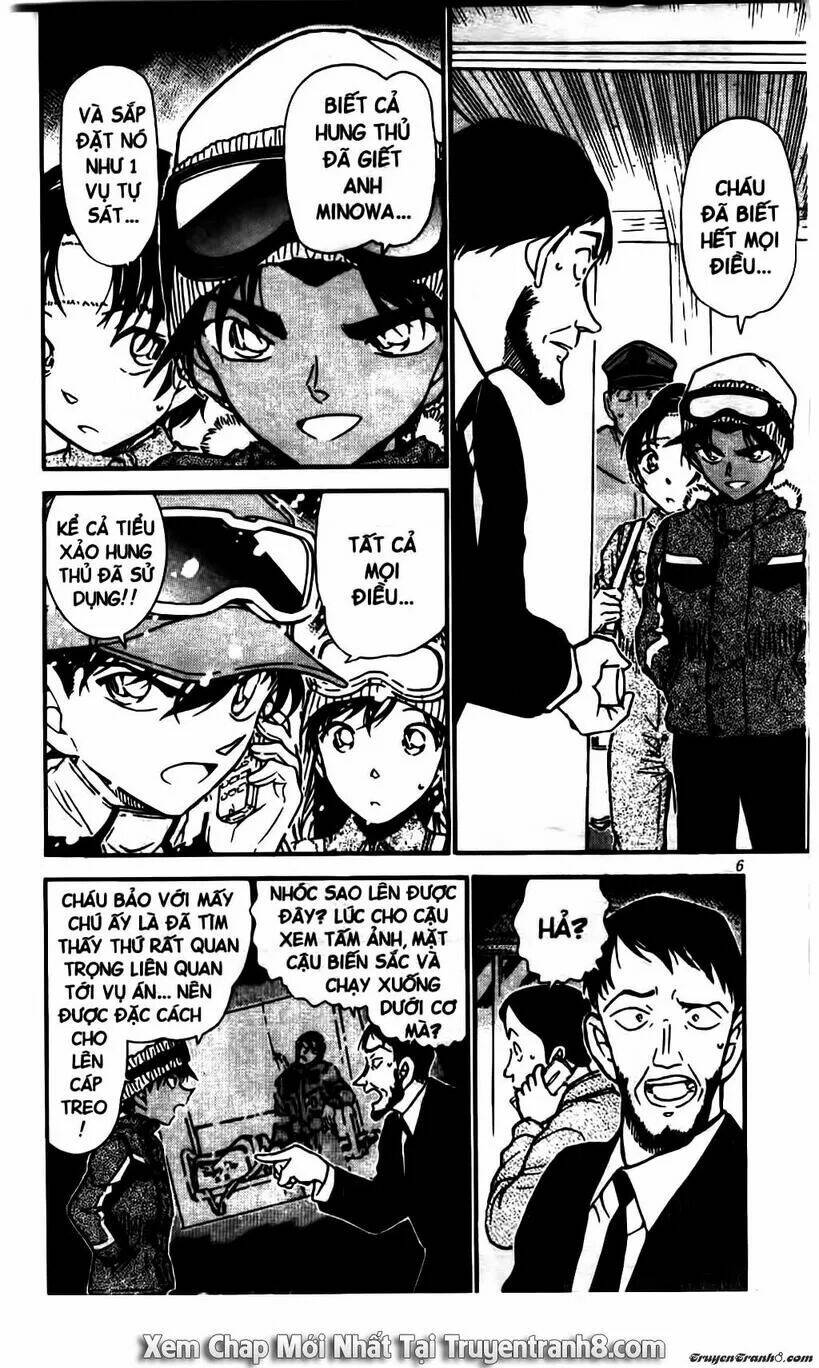 CHÁU
ĐÃ BIẾT
HẾT MỌI
ĐIỀU...
BIẾT CẢ
HUNG THỦ
ĐÃ GIẾT
ANH
MINOWA...
VÀ SẮP
ĐẶT NÓ
NHƯ 1
VỤ TỰ
SÁT...
TẤT CẢ
MỌI
ĐIỀU...
KỂ CẢ TIỂU
XẢO HUNG
THỦ ĐÃ SỬ
DỤNG!!
6
HẢ?
NHÓC SAO LÊN ĐƯỢC
ĐÂY? LÚC CHO CẬU
XEM TẤM ẢNH, MẶT
CẬU BIẾN SẮC VÀ
CHẠY XUỐNG
DƯỚI CƠ
MÀ?
CHÁU BẢO VỚI MẤY
CHÚ ẤY LÀ ĐÃ TÌM
THẤY THỨ RẤT QUAN
TRỌNG LIÊN QUAN
TỚI VỤ ÁN... NÊN
ĐƯỢC ĐẶC CÁCH
CHO
LÊN
CÁP
TREO!
Xem Chap Mới Nhất Tại Truyentranh8.com
TruyenTranh8.com